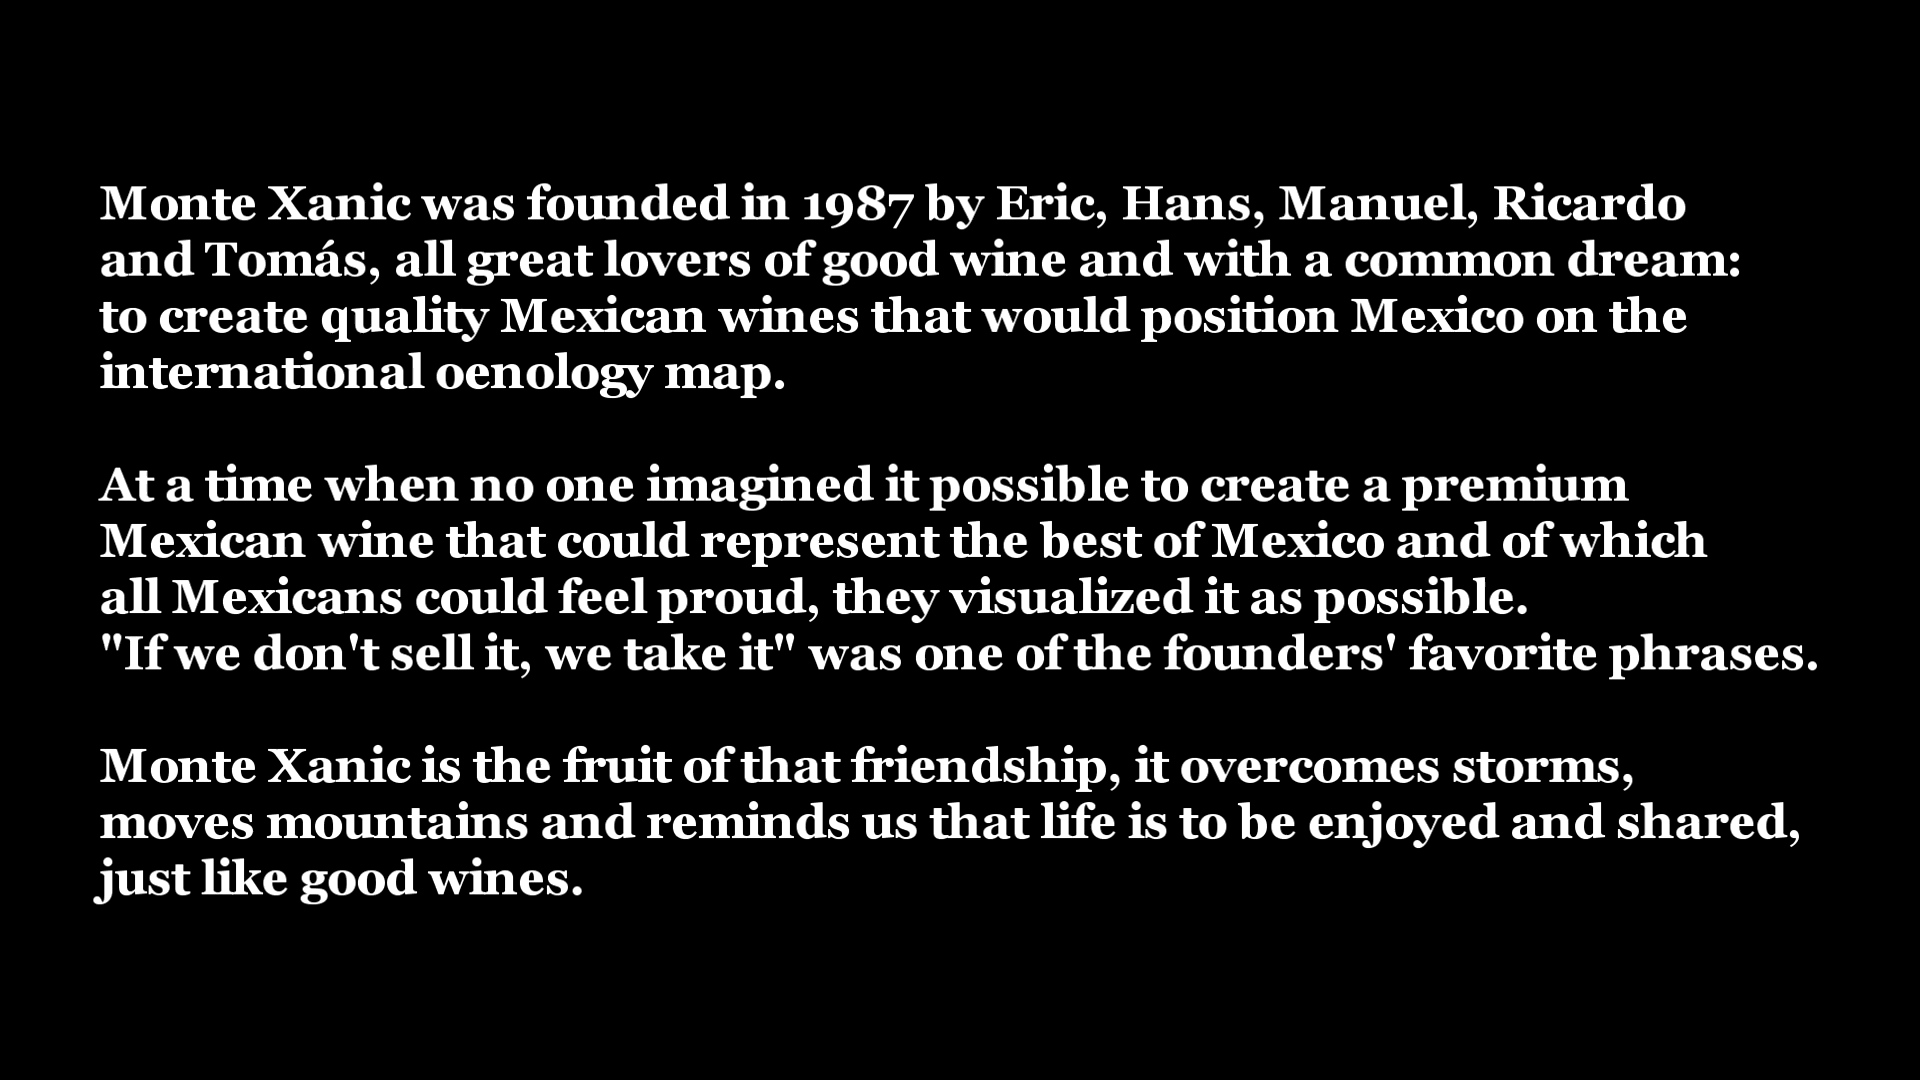 Monte Xanic was founded in 1987 by Eric, Hans, Manuel, Ricardo
and Tomás, all great lovers of good wine and with a common dream:
to create quality Mexican wines that would position Mexico on the
international oenology map.

At a time when no one imagined it possible to create a premium
Mexican wine that could represent the best of Mexico and of which
all Mexicans could feel proud, they visualized it as possible.
"If we don't sell it, we take it" was one of the founders' favorite phrases.

Monte Xanic is the fruit of that friendship, it overcomes storms,
moves mountains and reminds us that life is to be enjoyed and shared,
just like good wines.